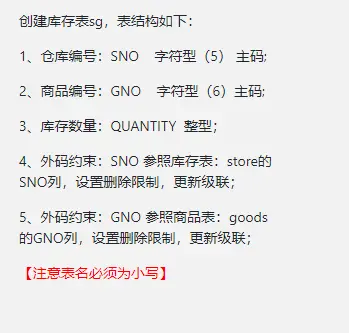 创建库存表sg，表结构如下：
1、仓库编号：SNO 字符型（5） 主码;
2、商品编号：GNO 字符型（6）主码;
3、库存数量：QUANTITY 整型；
4、外码约束：SNO 参照库存表：store的
SNO列，设置删除限制，更新级联；
5、外码约束：GNO 参照商品表：goods
的GNO列，设置删除限制，更新级联；
【注意表名必须为小写】